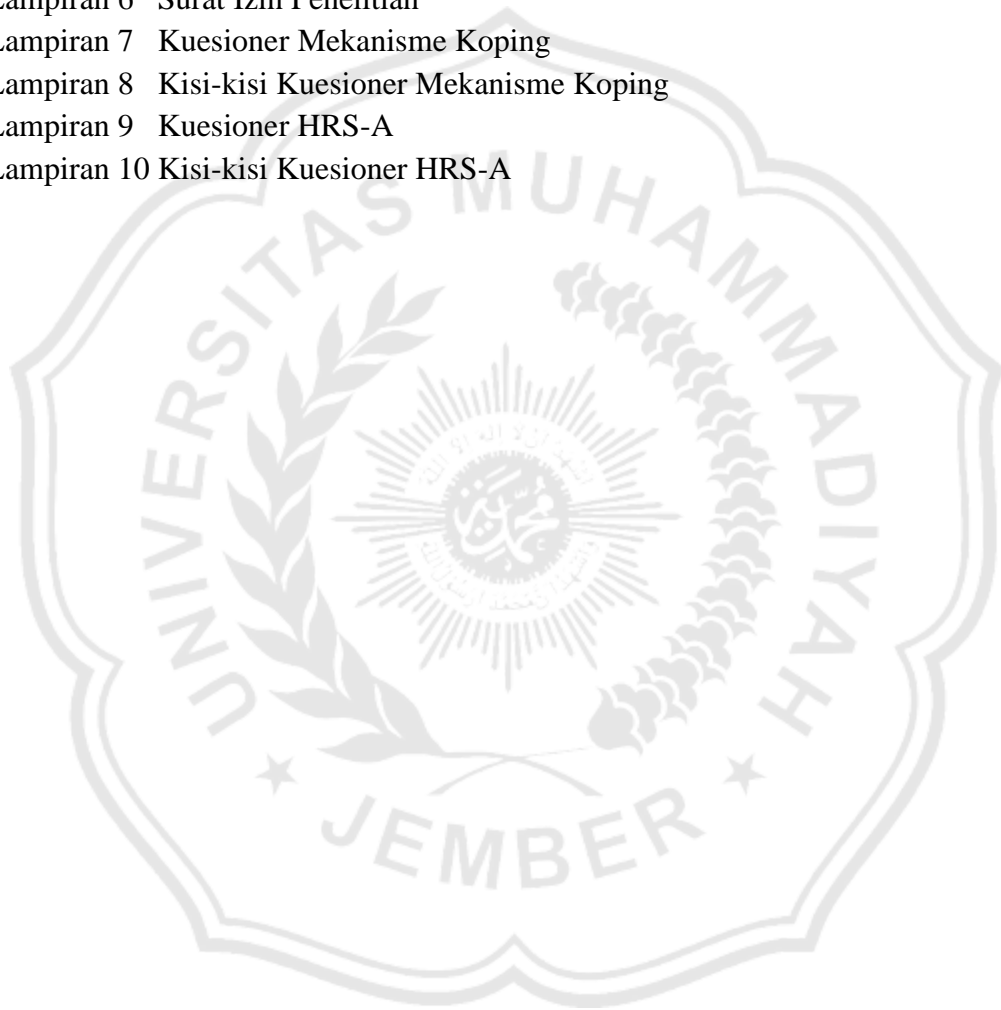 Lampiran 6 Surat Izin Penelitian
Lampiran 7 Kuesioner Mekanisme Koping
Lampiran 8 Kisi-kisi Kuesioner Mekanisme Koping
Lampiran 9 Kuesioner HRS-A
Lampiran 10 Kisi-kisi Kuesioner HRS-A
UNIVERSITAS MUHAMMADIYAH
JEMBER